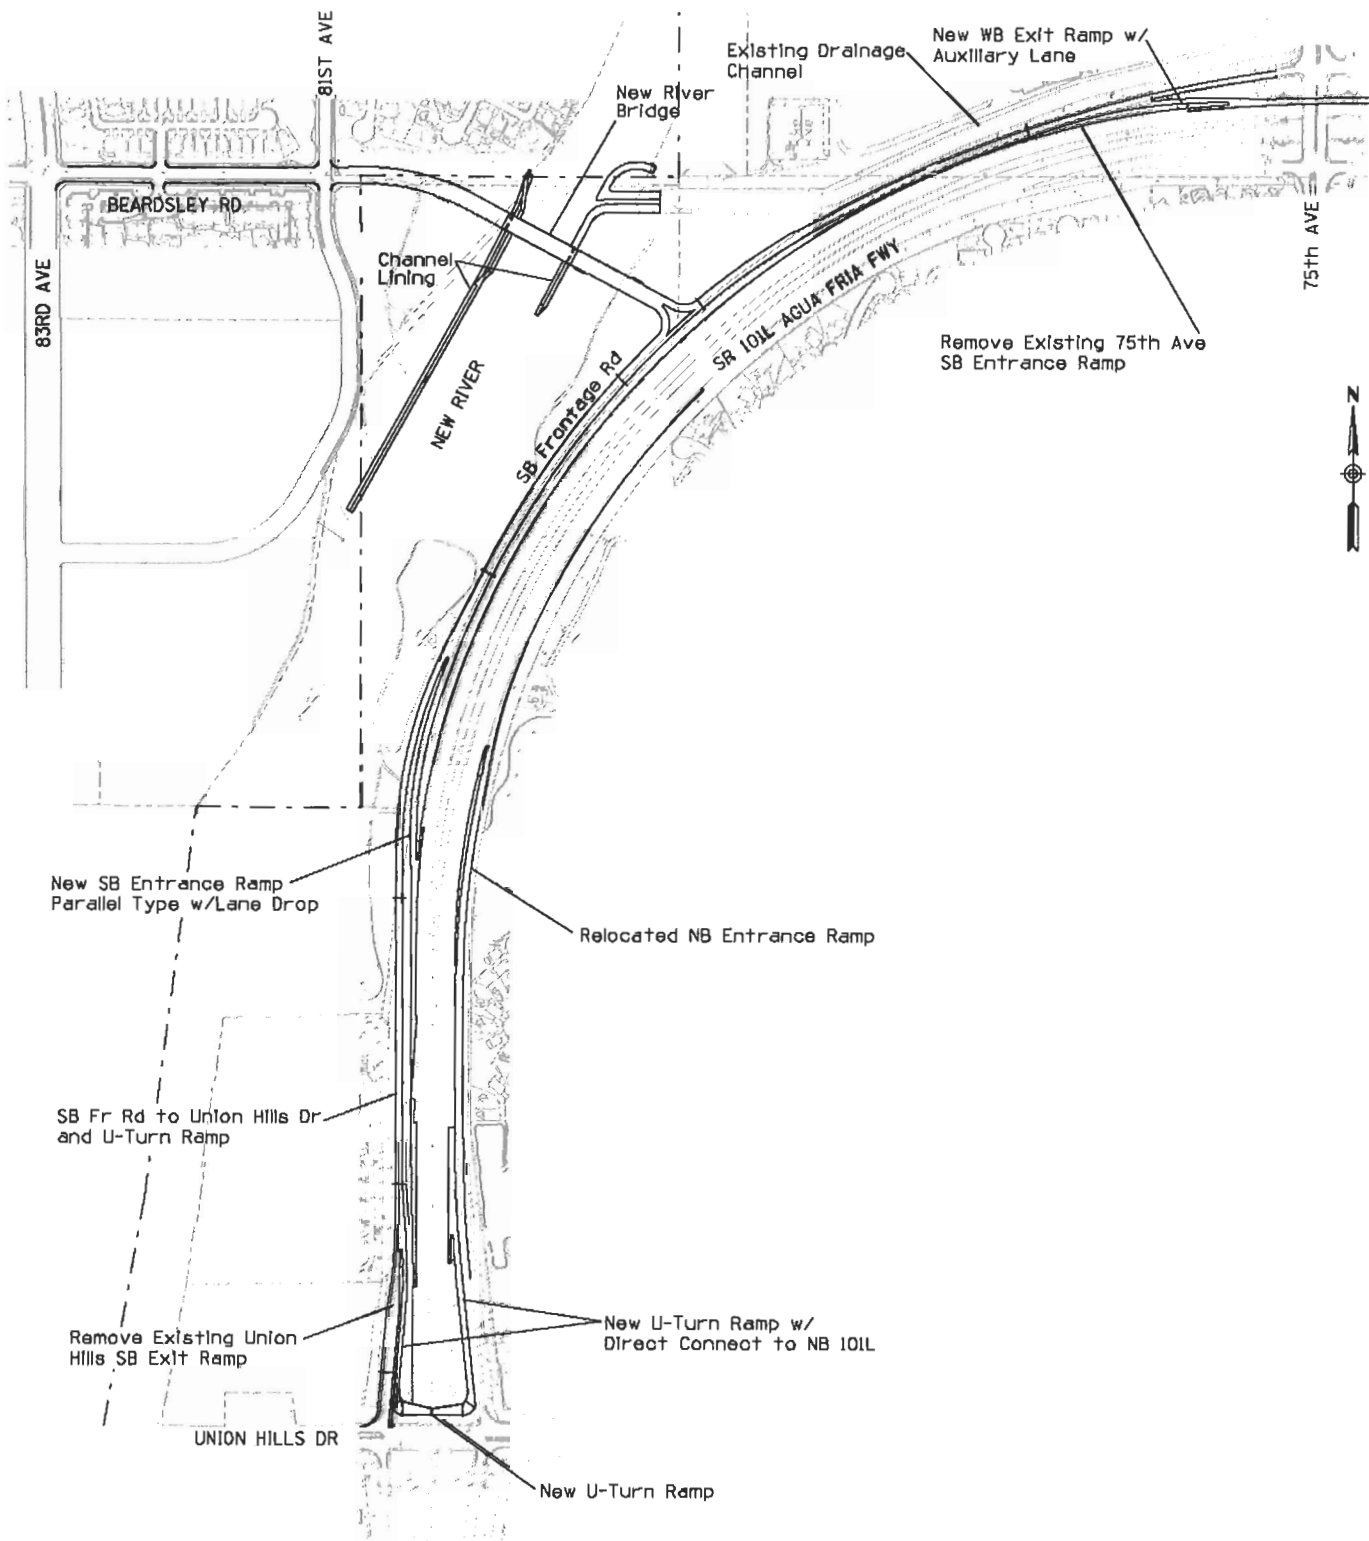 81ST AVE
New WB Exit Ramp w/
Auxiliary Lane
Existing Drainage
Channel
New River
Bridge
BEARDSLEY RD.
83RD AVE
Channel
Lining
75th AVE
SR 101L AGUA FRIA FWY
Remove Existing 75th Ave
SB Entrance Ramp
NEW RIVER
SB Frontage Rd
N
New SB Entrance Ramp
Parallel Type w/Lane Drop
Relocated NB Entrance Ramp
SB Fr Rd to Union Hills Dr
and U-Turn Ramp
Remove Existing Union
Hills SB Exit Ramp
New U-Turn Ramp w/
Direct Connect to NB 101L
UNION HILLS DR
New U-Turn Ramp